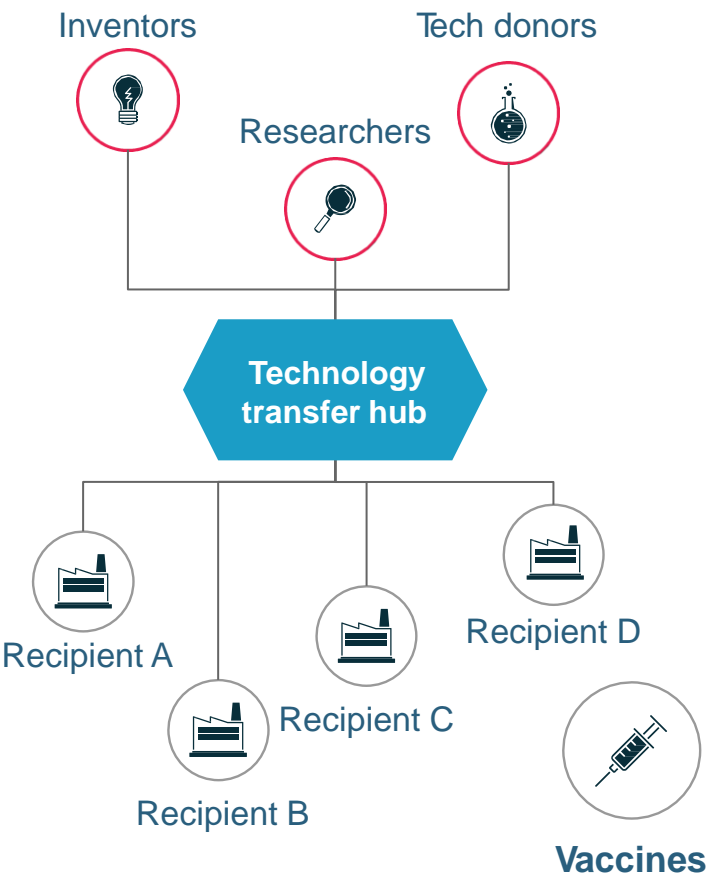 Inventors
Tech donors
Researchers
Technology
transfer hub
Recipient A
Recipient D
Recipient C
Recipient B
Vaccines